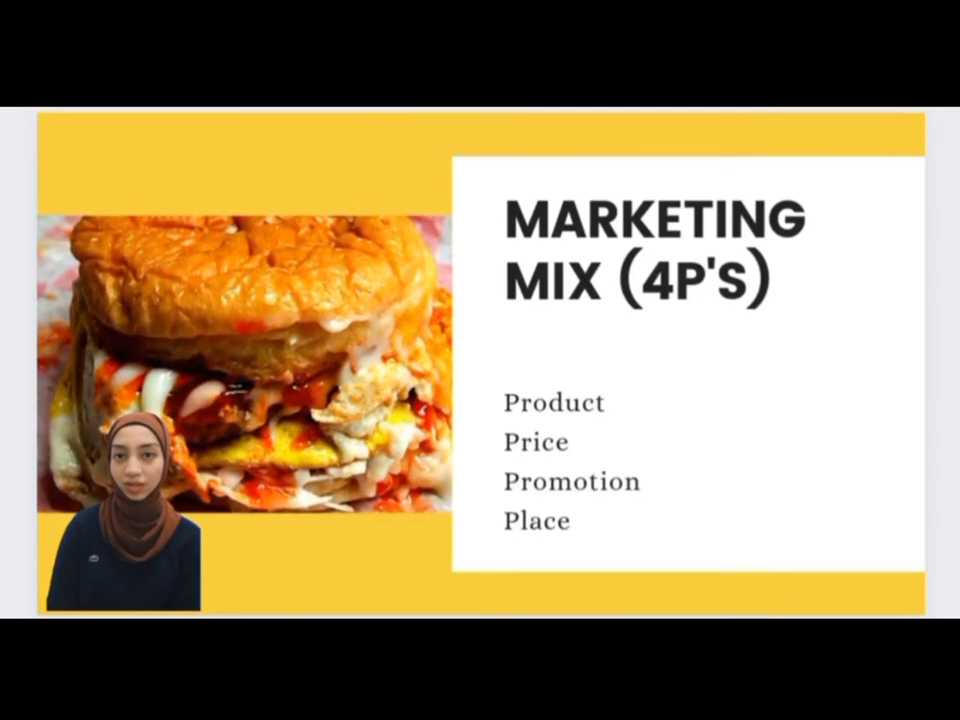 MARKETING
MIX (4P'S)
Product
Price
Promotion
Place